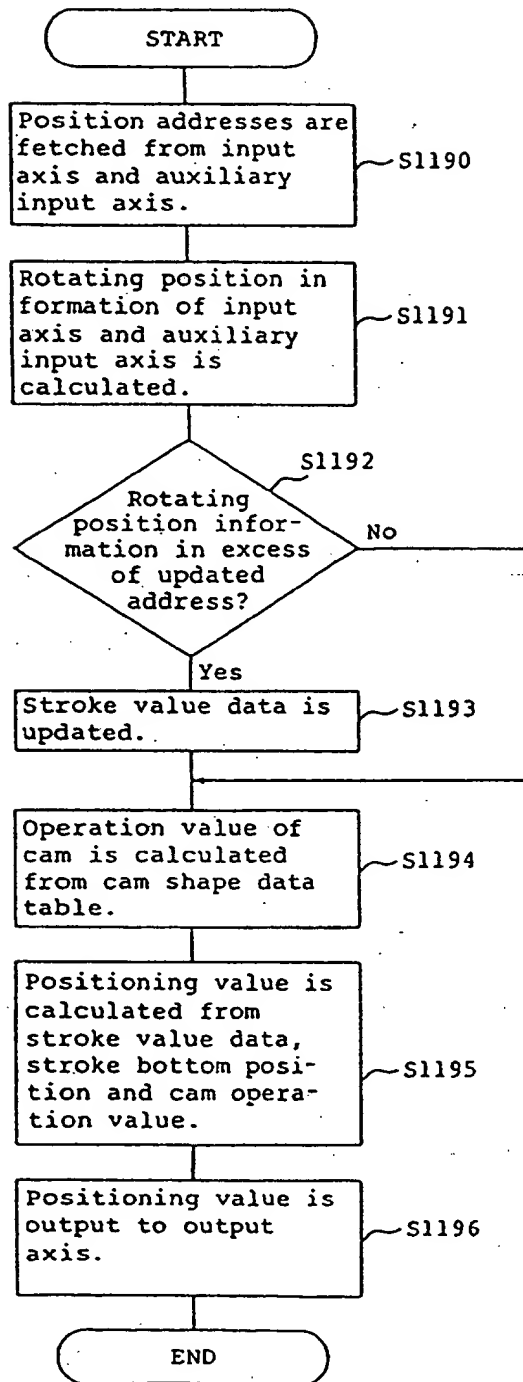 START
Position addresses are
fetched from input
axis and auxiliary
input axis.
S1190
Rotating position in
formation of input
axis and auxiliary
input axis is
calculated.
S1191
S1192
Rotating
position infor-
mation in excess
of updated
address?
No
Yes
Stroke value data is
updated.
S1193
Operation value of
cam is calculated
from cam shape data
table.
S1194
Positioning value is
calculated from
stroke value data,
stroke bottom posi-
tion and cam opera-
tion value.
S1195
Positioning value is
output to output
axis.
S1196
END